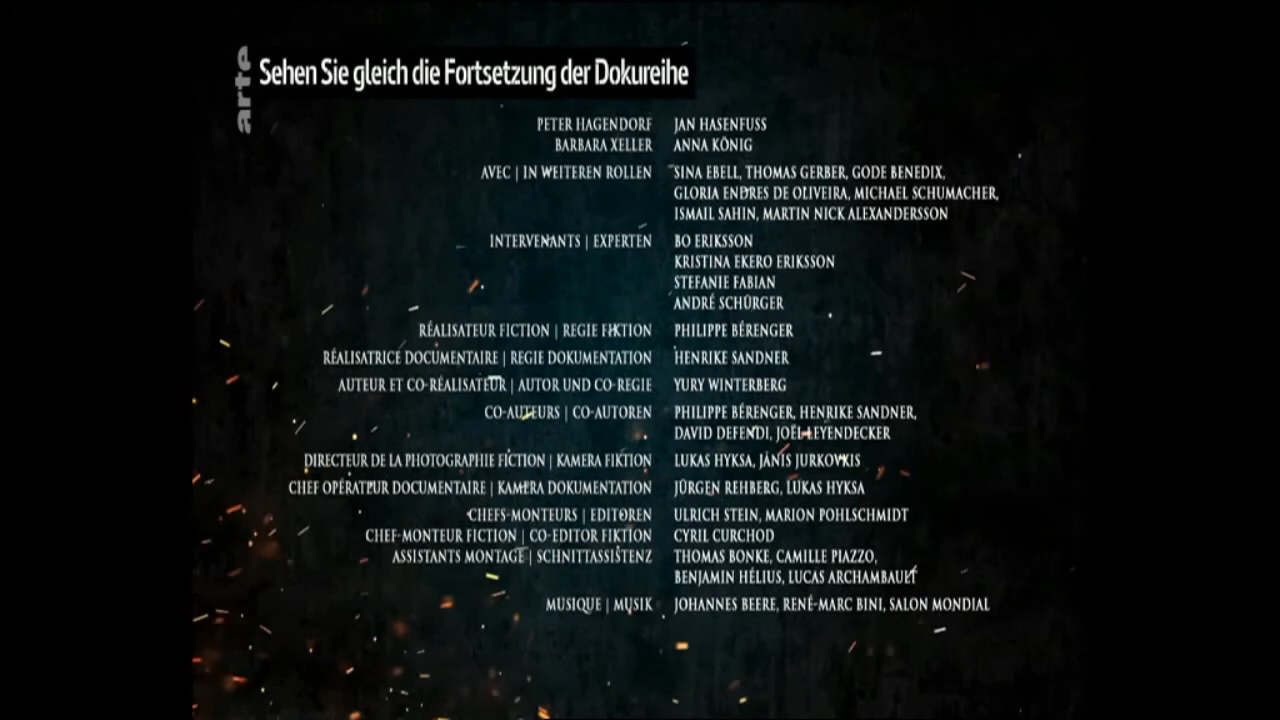 arte
Sehen Sie gleich die Fortsetzung der Dokureihe
PETER HAGENDORF JAN HASENFUSS
BARBARA XELLER ANNA KÖNIG
AVEC | IN WEITEREN ROLLEN SINA EBELL, THOMAS GERBER, GODE BENEDIX,
GLORIA ENDRES DE OLIVEIRA, MICHAEL SCHUMACHER,
ISMAIL SAHIN, MARTIN NICK ALEXANDERSSON
INTERVENANTS | EXPERTEN BO ERIKSSON
KRISTINA EKERO ERIKSSON
STEFANIE FABIAN
ANDRÉ SCHÜRGER
RÉALISATEUR FICTION | REGIE FIKTION PHILIPPE BÉRENGER
RÉALISATRICE DOCUMENTAIRE | REGIE DOKUMENTATION HENRIKE SANDNER
AUTEUR ET CO-RÉALISATEUR | AUTOR UND CO-REGIE YURY WINTERBERG
CO-AUTEURS | CO-AUTOREN PHILIPPE BÉRENGER, HENRIKE SANDNER,
DAVID DEFENDI, JOËL LEYENDECKER
DIRECTEUR DE LA PHOTOGRAPHIE FICTION | KAMERA FIKTION LUKAS HYKSA, JĀNIS JURKOVKIS
CHEF OPÉRATEUR DOCUMENTAIRE | KAMERA DOKUMENTATION JÜRGEN REHBERG, LUKAS HYKSA
CHEFS-MONTEURS | EDITOREN ULRICH STEIN, MARION POHLSCHMIDT
CHEF-MONTEUR FICTION | CO-EDITOR FIKTION CYRIL CURCHOD
ASSISTANTS MONTAGE | SCHNITTASSISTENZ THOMAS BONKE, CAMILLE PIAZZO,
BENJAMIN HÉLIUS, LUCAS ARCHAMBAULT
MUSIQUE | MUSIK JOHANNES BEERE, RENÉ-MARC BINI, SALON MONDIAL